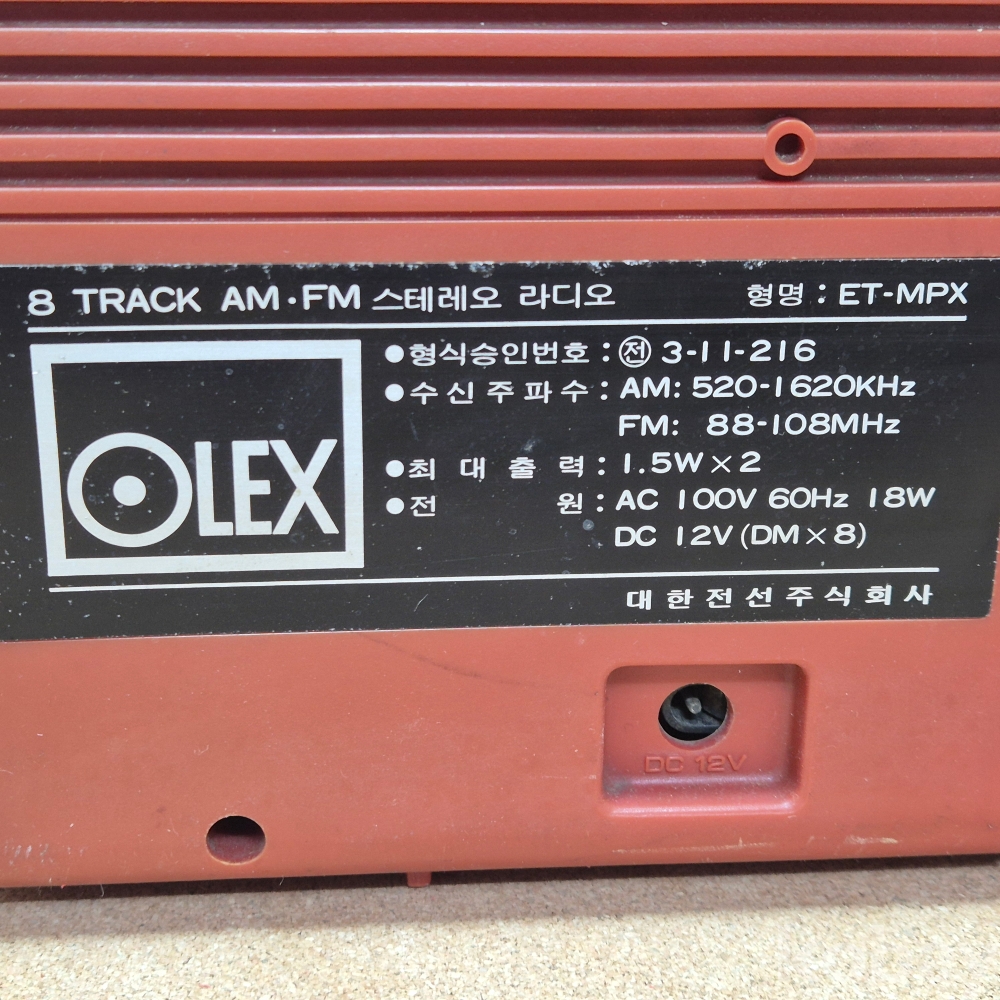 8 TRACK AM·FM 스테레오 라디오 형명 : ET-MPX
OLEX
●형식승인번호 : ㊉ 3-11-216
●수신주파수 : AM: 520-1620KHz
FM: 88-108MHz
●최대출력 : 1.5W×2
●전원 : AC 100V 60Hz 18W
DC 12V(DM×8)
대한전선주식회사
DC 12V